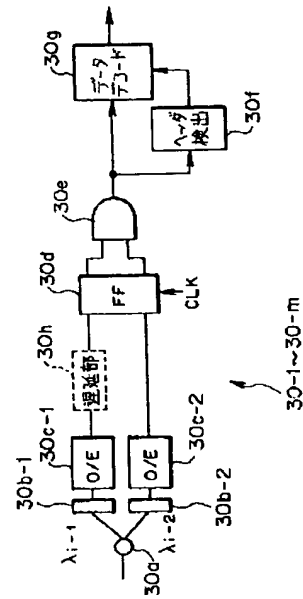 30g
データ
デコード
30e
ヘッダ
検出
30f
30d
FF
CLK
30h
遅延部
30c-1
O/E
30b-1
λi-1
30a
λi-2
O/E
30c-2
30b-2
30-1~30-m